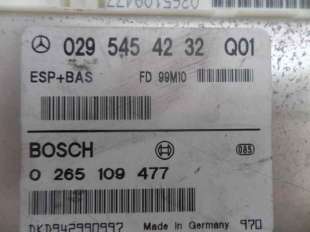 0265109477
029 545 42 32 Q01
ESP+BAS FD 99M10
BOSCH
0 265 109 477
DKD942990997 Made in Germany 970